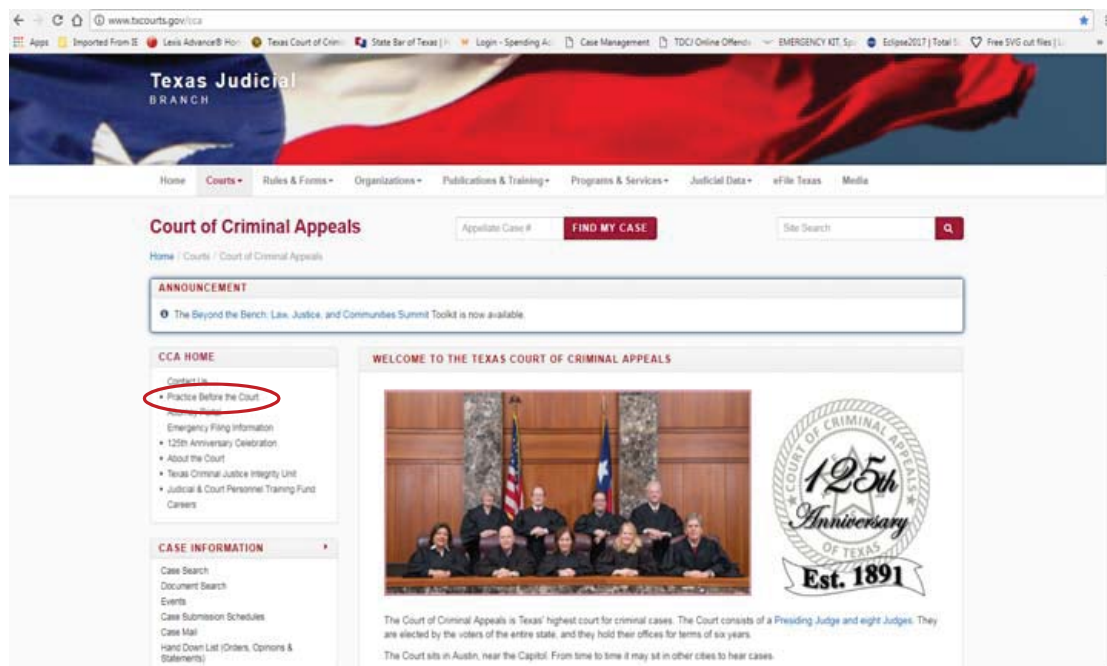 www.txcourts.gov/cca
Apps Imported From IE Lexis Advance® Hom Texas Court of Crimi State Bar of Texas | H Login - Spending Ac Case Management TDCJ Online Offende EMERGENCY KIT, Spa Eclipse2017 | Total S Free SVG cut files | L
Texas Judicial
BRANCH
Home Courts Rules & Forms Organizations Publications & Training Programs & Services Judicial Data eFile Texas Media
Court of Criminal Appeals Appellate Case # FIND MY CASE Site Search
Home / Courts / Court of Criminal Appeals
ANNOUNCEMENT
The Beyond the Bench: Law, Justice, and Communities Summit Toolkit is now available.
CCA HOME
Contact Us
• Practice Before the Court
Attorney Portal
Emergency Filing Information
• 125th Anniversary Celebration
• About the Court
• Texas Criminal Justice Integrity Unit
• Judicial & Court Personnel Training Fund
Careers
CASE INFORMATION
Case Search
Document Search
Events
Case Submission Schedules
Case Mail
Hand Down List (Orders, Opinions &
Statements)
WELCOME TO THE TEXAS COURT OF CRIMINAL APPEALS
COURT OF CRIMINAL APPEALS
125th
Anniversary
OF TEXAS
Est. 1891
The Court of Criminal Appeals is Texas' highest court for criminal cases. The Court consists of a Presiding Judge and eight Judges. They
are elected by the voters of the entire state, and they hold their offices for terms of six years.
The Court sits in Austin, near the Capitol. From time to time it may sit in other cities to hear cases.